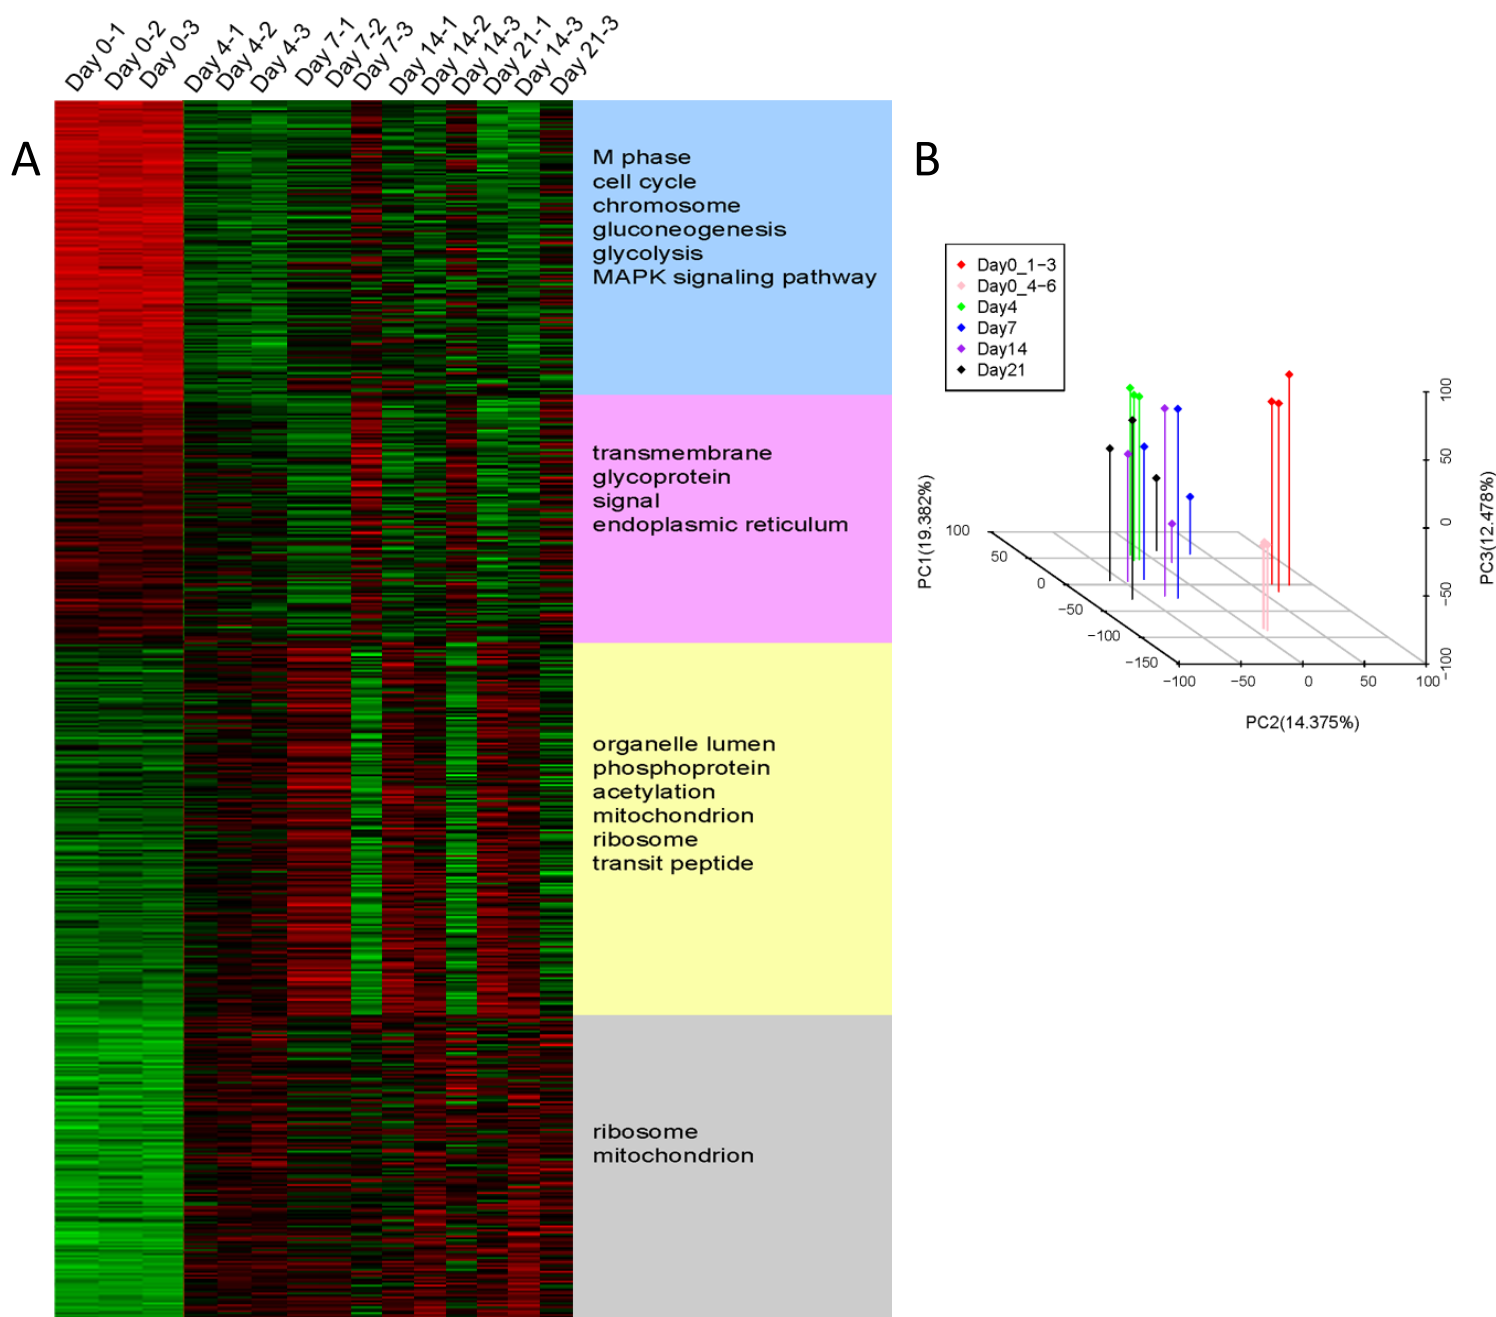 Day 0-1
Day 0-2
Day 0-3
Day 4-1
Day 4-2
Day 4-3
Day 7-1
Day 7-2
Day 7-3
Day 14-1
Day 14-2
Day 14-3
Day 21-1
Day 14-3
Day 21-3
A
M phase
cell cycle
chromosome
gluconeogenesis
glycolysis
MAPK signaling pathway
transmembrane
glycoprotein
signal
endoplasmic reticulum
organelle lumen
phosphoprotein
acetylation
mitochondrion
ribosome
transit peptide
ribosome
mitochondrion
B
Day0_1−3
Day0_4−6
Day4
Day7
Day14
Day21
PC1(19.382%)
100
50
0
−50
−100
−150
−100
−50
0
50
100
PC2(14.375%)
100
50
0
−50
−100
PC3(12.478%)